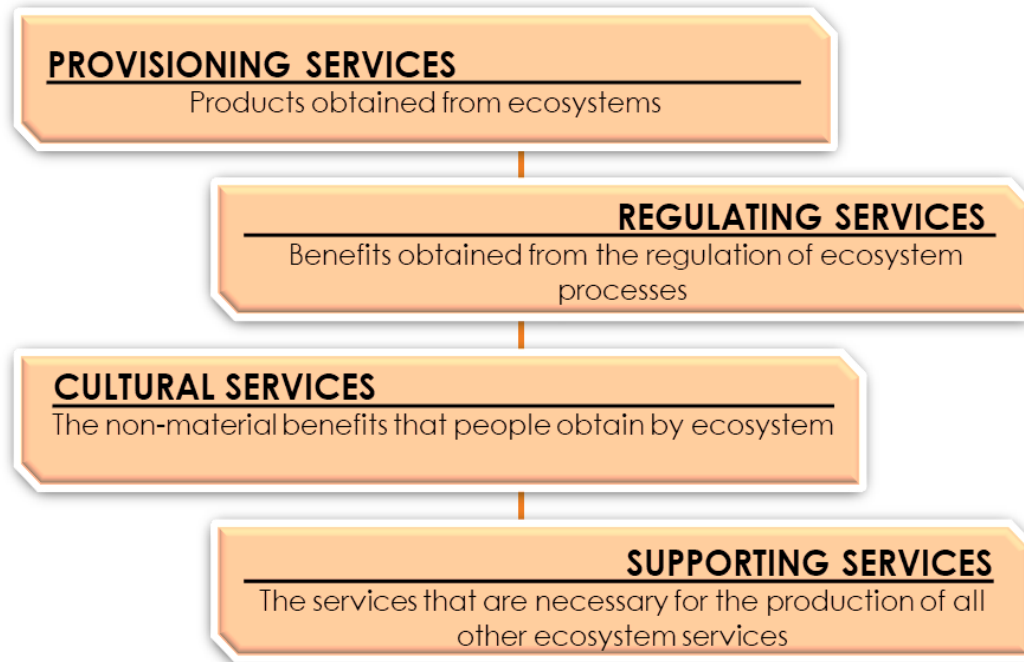 PROVISIONING SERVICES
Products obtained from ecosystems
REGULATING SERVICES
Benefits obtained from the regulation of ecosystem
processes
CULTURAL SERVICES
The non-material benefits that people obtain by ecosystem
SUPPORTING SERVICES
The services that are necessary for the production of all
other ecosystem services